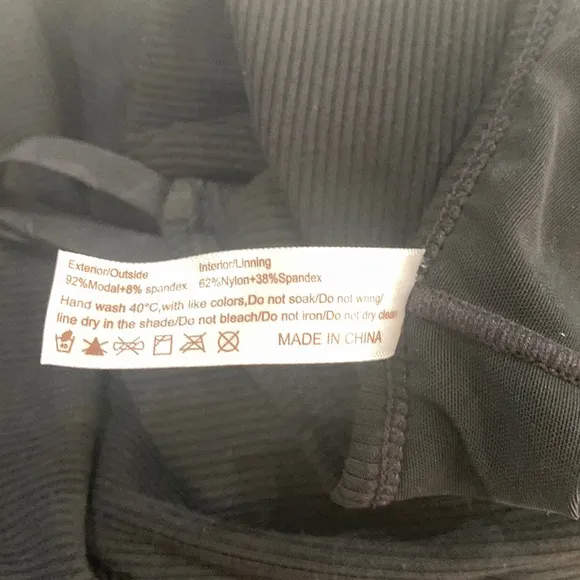 Exterior/Outside Interior/Linning
92%Modal+8% spandex 62%Nylon+38%Spandex
Hand wash 40°C,with like colors,Do not soak/Do not wring/
line dry in the shade/Do not bleach/Do not iron/Do not dry clean
40
MADE IN CHINA